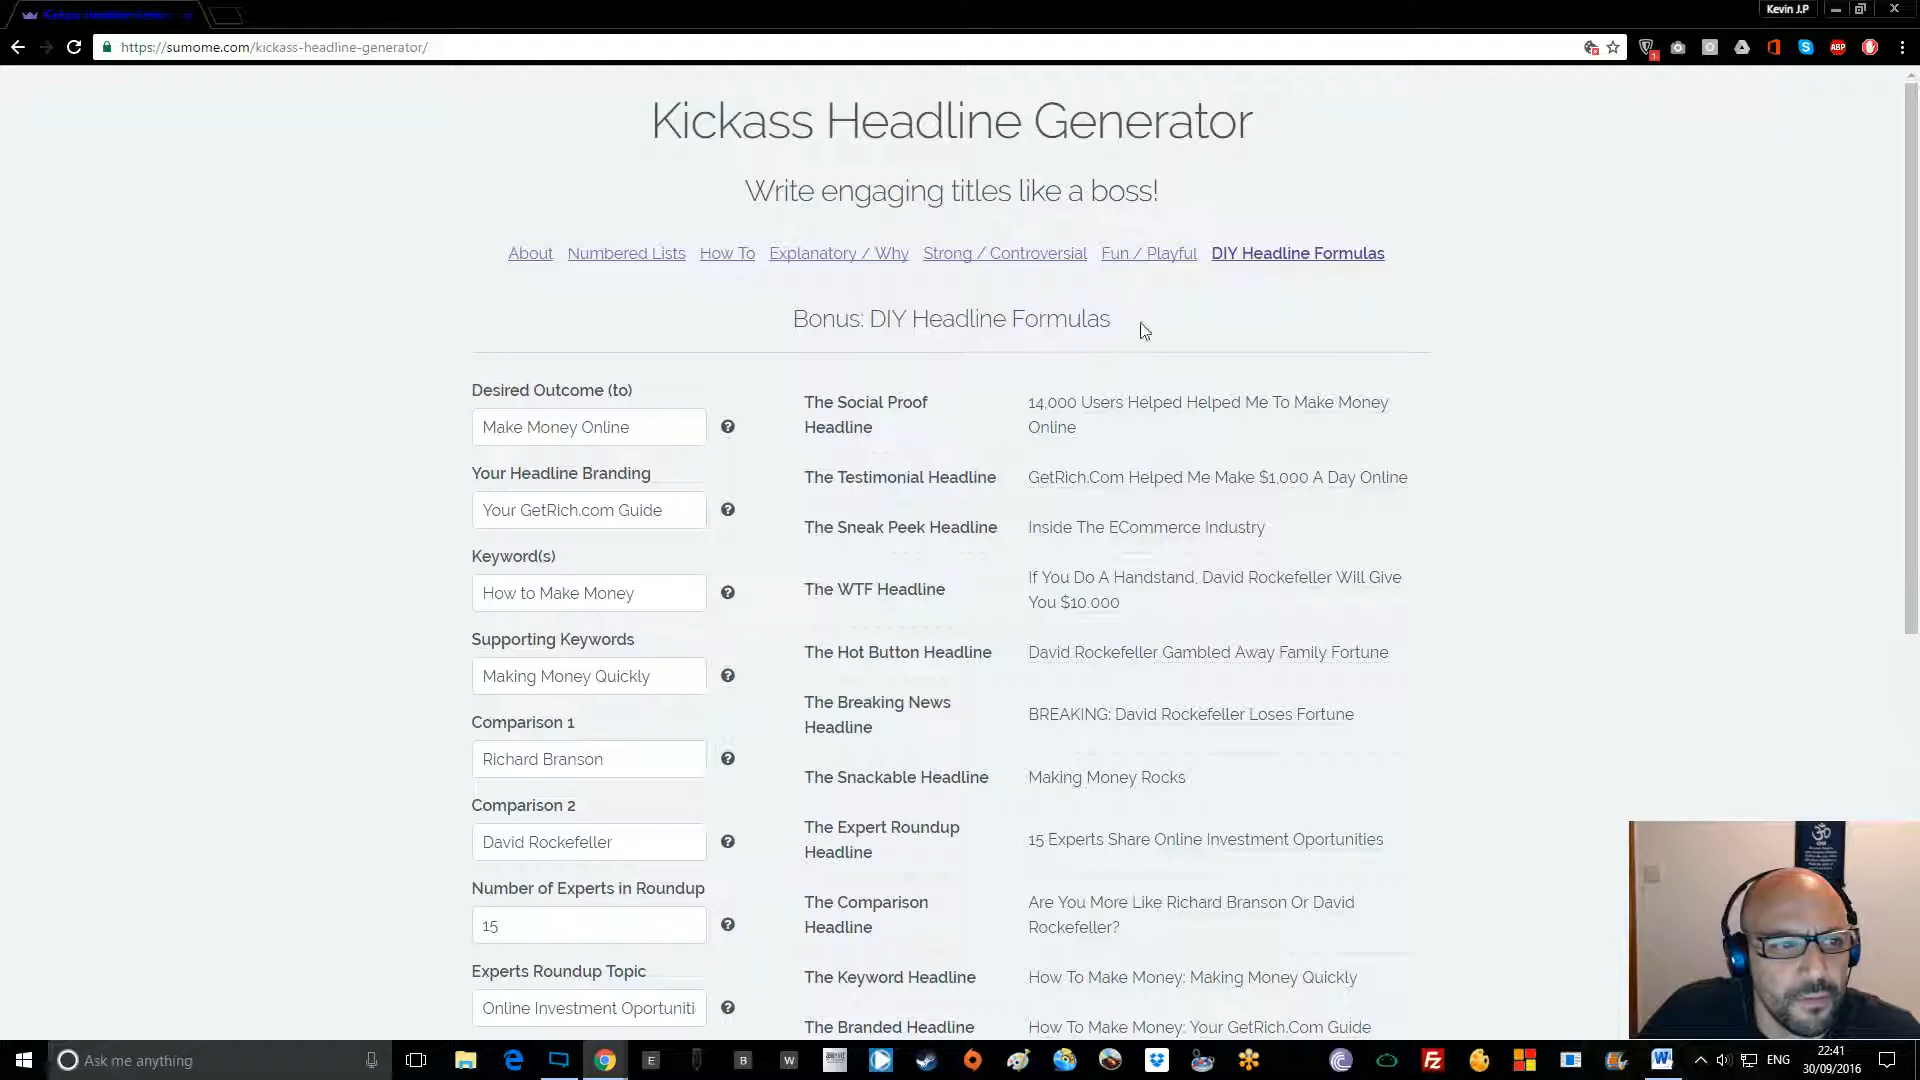 Kickass Headline Gener
Kevin J.P
https://sumome.com/kickass-headline-generator/
1
ABP
Kickass Headline Generator
Write engaging titles like a boss!
About Numbered Lists How To Explanatory / Why Strong / Controversial Fun / Playful DIY Headline Formulas
Bonus: DIY Headline Formulas
Desired Outcome (to)
Make Money Online
Your Headline Branding
Your GetRich.com Guide
Keyword(s)
How to Make Money
Supporting Keywords
Making Money Quickly
Comparison 1
Richard Branson
Comparison 2
David Rockefeller
Number of Experts in Roundup
15
Experts Roundup Topic
Online Investment Oportuniti
The Social Proof
Headline
14,000 Users Helped Helped Me To Make Money
Online
The Testimonial Headline
GetRich.Com Helped Me Make $1,000 A Day Online
The Sneak Peek Headline
Inside The ECommerce Industry
The WTF Headline
If You Do A Handstand, David Rockefeller Will Give
You $10.000
The Hot Button Headline
David Rockefeller Gambled Away Family Fortune
The Breaking News
Headline
BREAKING: David Rockefeller Loses Fortune
The Snackable Headline
Making Money Rocks
The Expert Roundup
Headline
15 Experts Share Online Investment Oportunities
The Comparison
Headline
Are You More Like Richard Branson Or David
Rockefeller?
The Keyword Headline
How To Make Money: Making Money Quickly
The Branded Headline
How To Make Money: Your GetRich.Com Guide
Ask me anything
E
B
W
FZ
ENG
22:41
30/09/2016